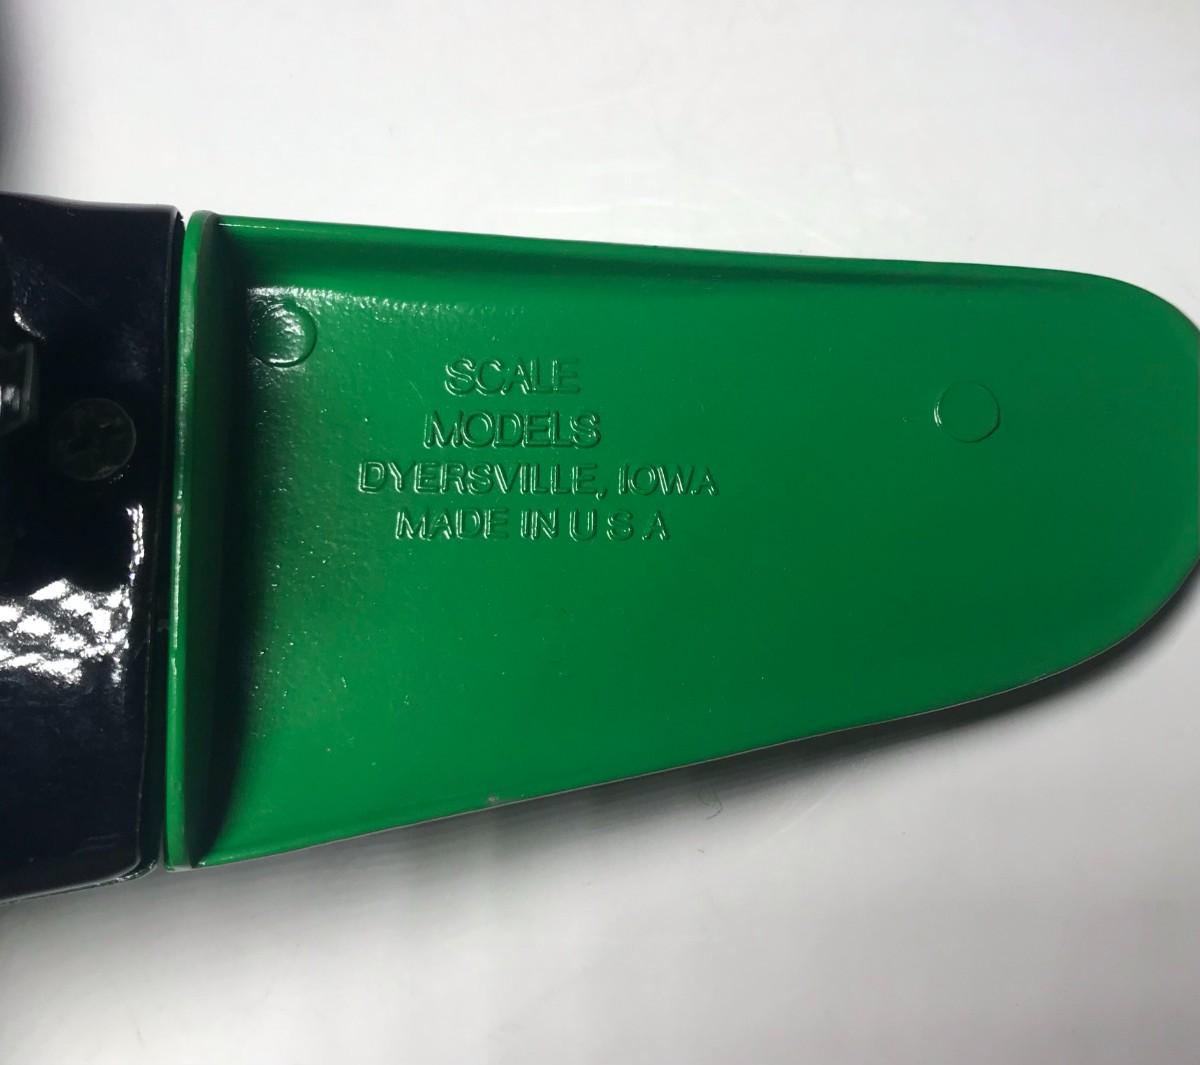 SCALE
MODELS
DYERSVILLE, IOWA
MADE IN U S A